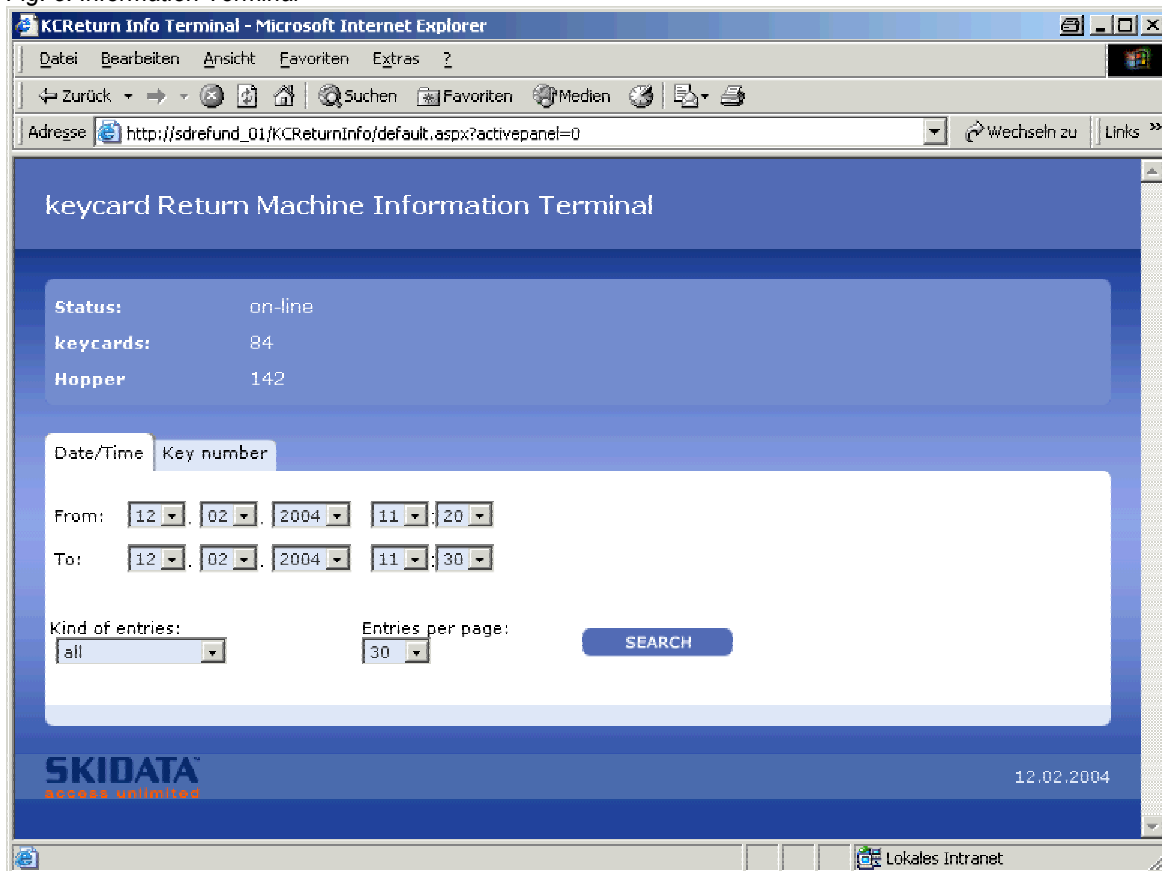 KCReturn Info Terminal - Microsoft Internet Explorer
Datei Bearbeiten Ansicht Favoriten Extras ?
Zurück Suchen Favoriten Medien
Adresse http://sdrefund_01/KCReturnInfo/default.aspx?activepanel=0 Wechseln zu Links »
keycard Return Machine Information Terminal
Status: on-line
keycards: 84
Hopper 142
Date/Time Key number
From: 12 . 02 . 2004 11 : 20
To: 12 . 02 . 2004 11 : 30
Kind of entries: Entries per page:
all 30 SEARCH
SKIDATA™ 12.02.2004
access unlimited
Lokales Intranet